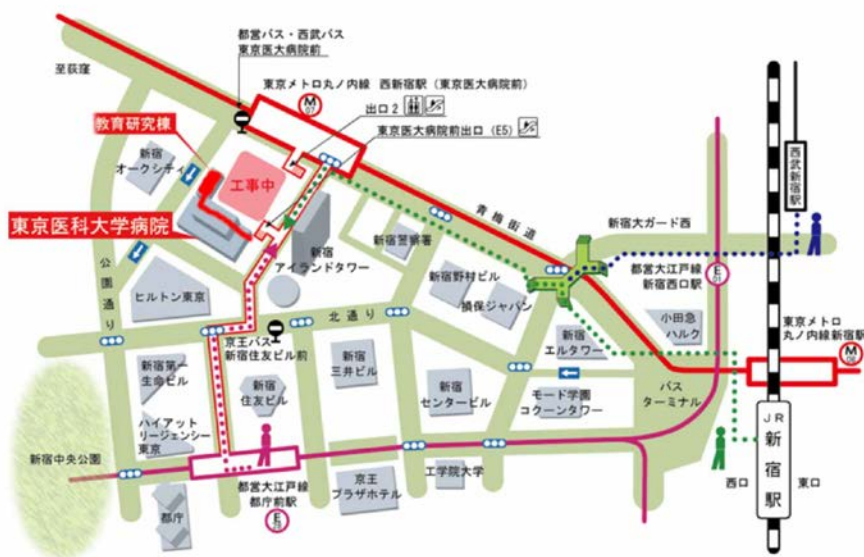 都営バス・西武バス
東京医大病院前
至荻窪
東京メトロ丸ノ内線 西新宿駅（東京医大病院前）
M
07
出口2
東京医大病院前出口（E5）
教育研究棟
新宿
オークシティ
工事中
東京医科大学病院
公園通り
ヒルトン東京
新宿
アイランドタワー
新宿警察署
青梅街道
新宿大ガード西
西武新宿駅
新宿野村ビル
損保ジャパン
都営大江戸線
新宿西口駅
E
01
北通り
京王バス
新宿住友ビル前
小田急
ハルク
東京メトロ
丸ノ内線新宿駅
M
08
新宿
エルタワー
新宿第一
生命ビル
新宿
住友ビル
新宿
三井ビル
新宿
センタービル
モード学園
コクーンタワー
バス
ターミナル
ハイアット
リージェンシー
東京
新宿中央公園
都庁
都営大江戸線
都庁前駅
E
28
京王
プラザホテル
工学院大学
西口
JR
新宿駅
東口